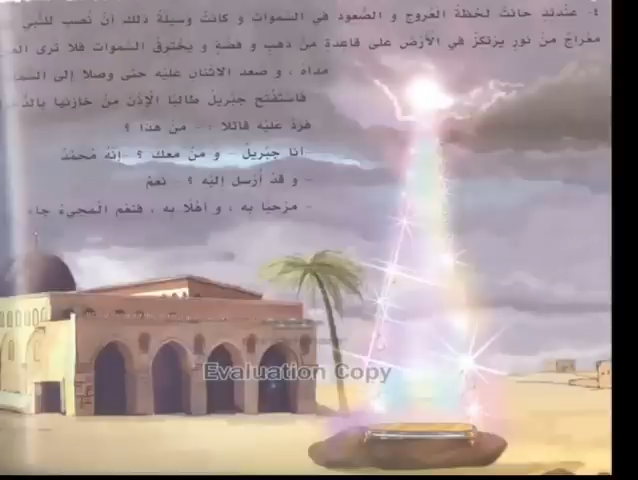 ٤- عندئذ حانت لحظة العروج و الصعود في السموات و كانت وسيلة ذلك أن نصب للنبي
معراج من نور يرتكز في الأرض على قاعدة من ذهب و فضة و يخترق السموات فلا ترى
مداه ، و صعد الاثنان عليه حتى وصلا إلى
فاستفتح جبريل طالبا الإذن من خازنها
فرد عليه قائلا : - من هذا ؟
- أنا جبريل و من معك ؟ إنه محمد
- و قد أرسل إليه ؟ نعم
- مرحبا به ، و أهلا به ، فنعم المجيء جاء
Evaluation Copy